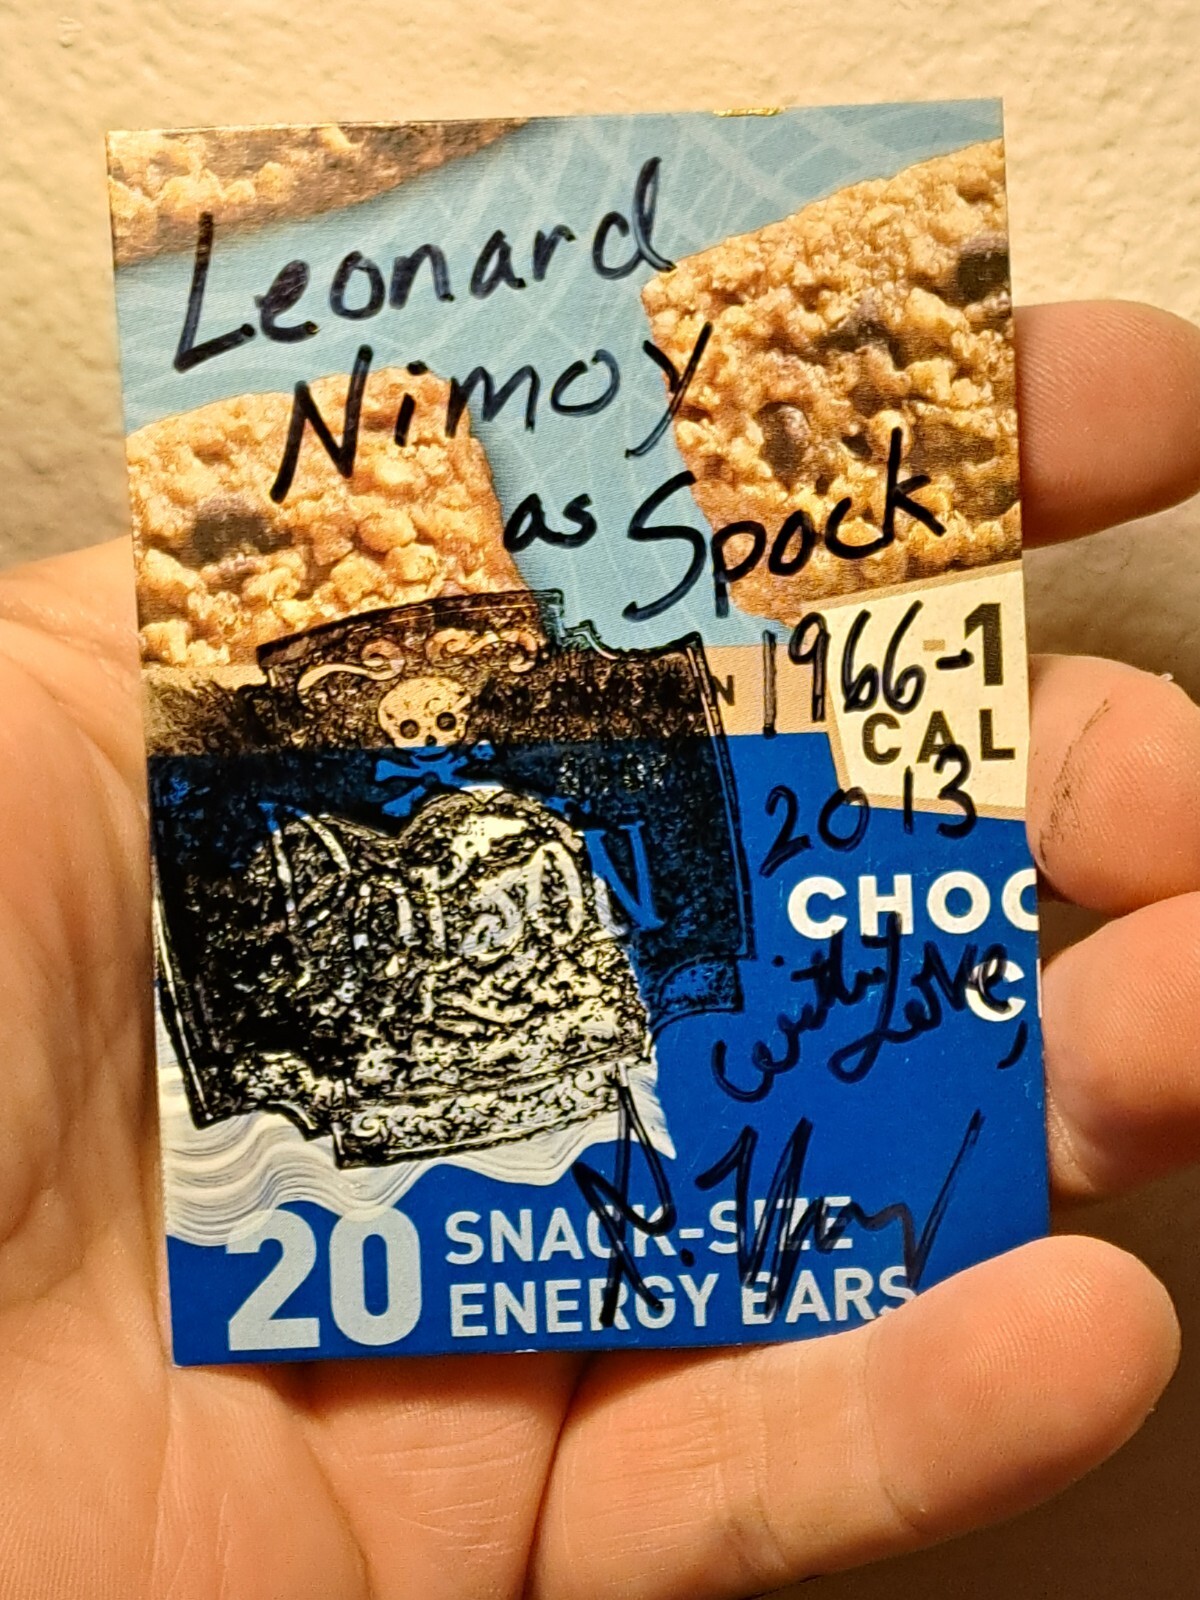 Leonard
Nimoy
as Spock
1966-
2013
-1
CAL
CHOC
with Love,
20 SNACK-SIZE
ENERGY BARS